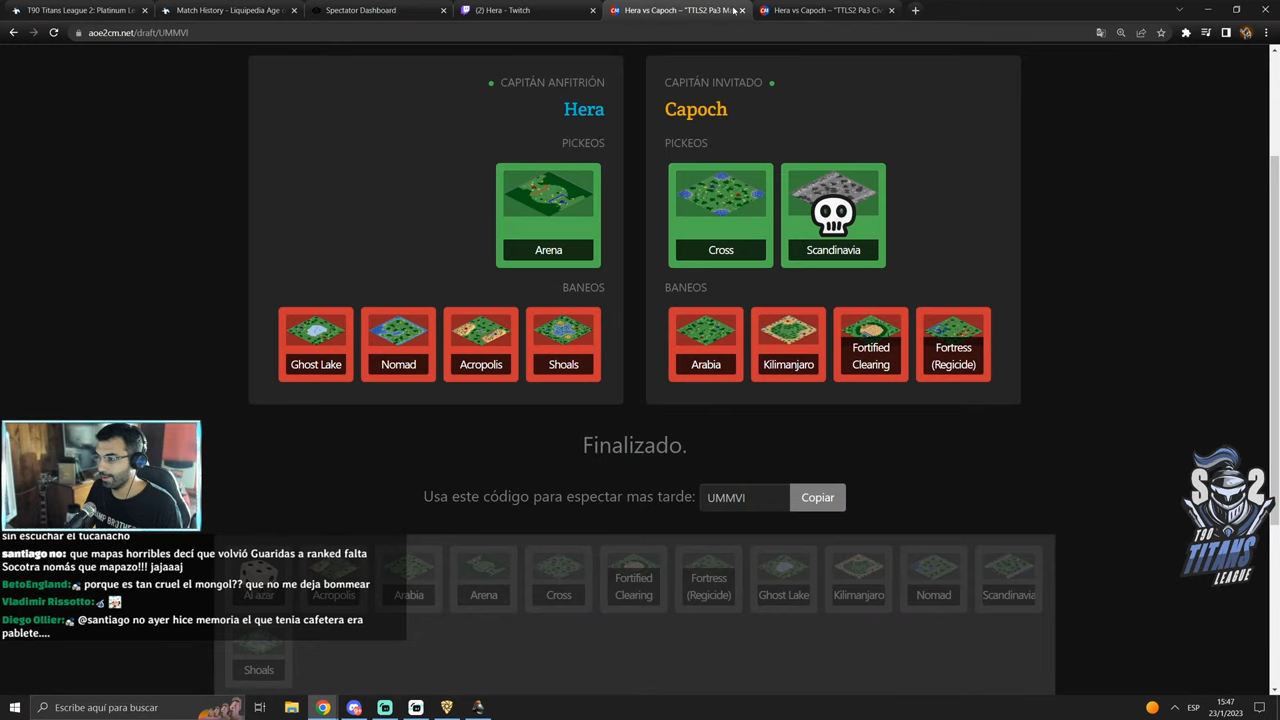 T90 Titans League 2: Platinum Le
Match History - Liquipedia Age o
Spectator Dashboard
(2) Hera - Twitch
Hera vs Capoch – "TTLS2 Pa3 Ma
Hera vs Capoch – "TTLS2 Pa3 Civ
aoe2cm.net/draft/UMMVI
CAPITÁN ANFITRIÓN
Hera
PICKEOS
Arena
BANEOS
Ghost Lake
Nomad
Acropolis
Shoals
CAPITÁN INVITADO
Capoch
PICKEOS
Cross
Scandinavia
BANEOS
Arabia
Kilimanjaro
Fortified
Clearing
Fortress
(Regicide)
Finalizado.
Usa este código para espectar mas tarde:
UMMVI
Copiar
Al azar
Acropolis
Arabia
Arena
Cross
Fortified
Clearing
Fortress
(Regicide)
Ghost Lake
Kilimanjaro
Nomad
Scandinavia
Shoals
sin escuchar el tucanacho
santiago no: que mapas horribles decí que volvió Guaridas a ranked falta
Socotra nomás que mapazo!!! jajaaaj
BetoEngland: porque es tan cruel el mongol?? que no me deja bommear
Vladimir Rissotto:
Diego Ollier: @santiago no ayer hice memoria el que tenia cafetera era
pablete....
S2
T90
TITANS
LEAGUE
Escribe aquí para buscar
ESP
15:47
23/1/2023